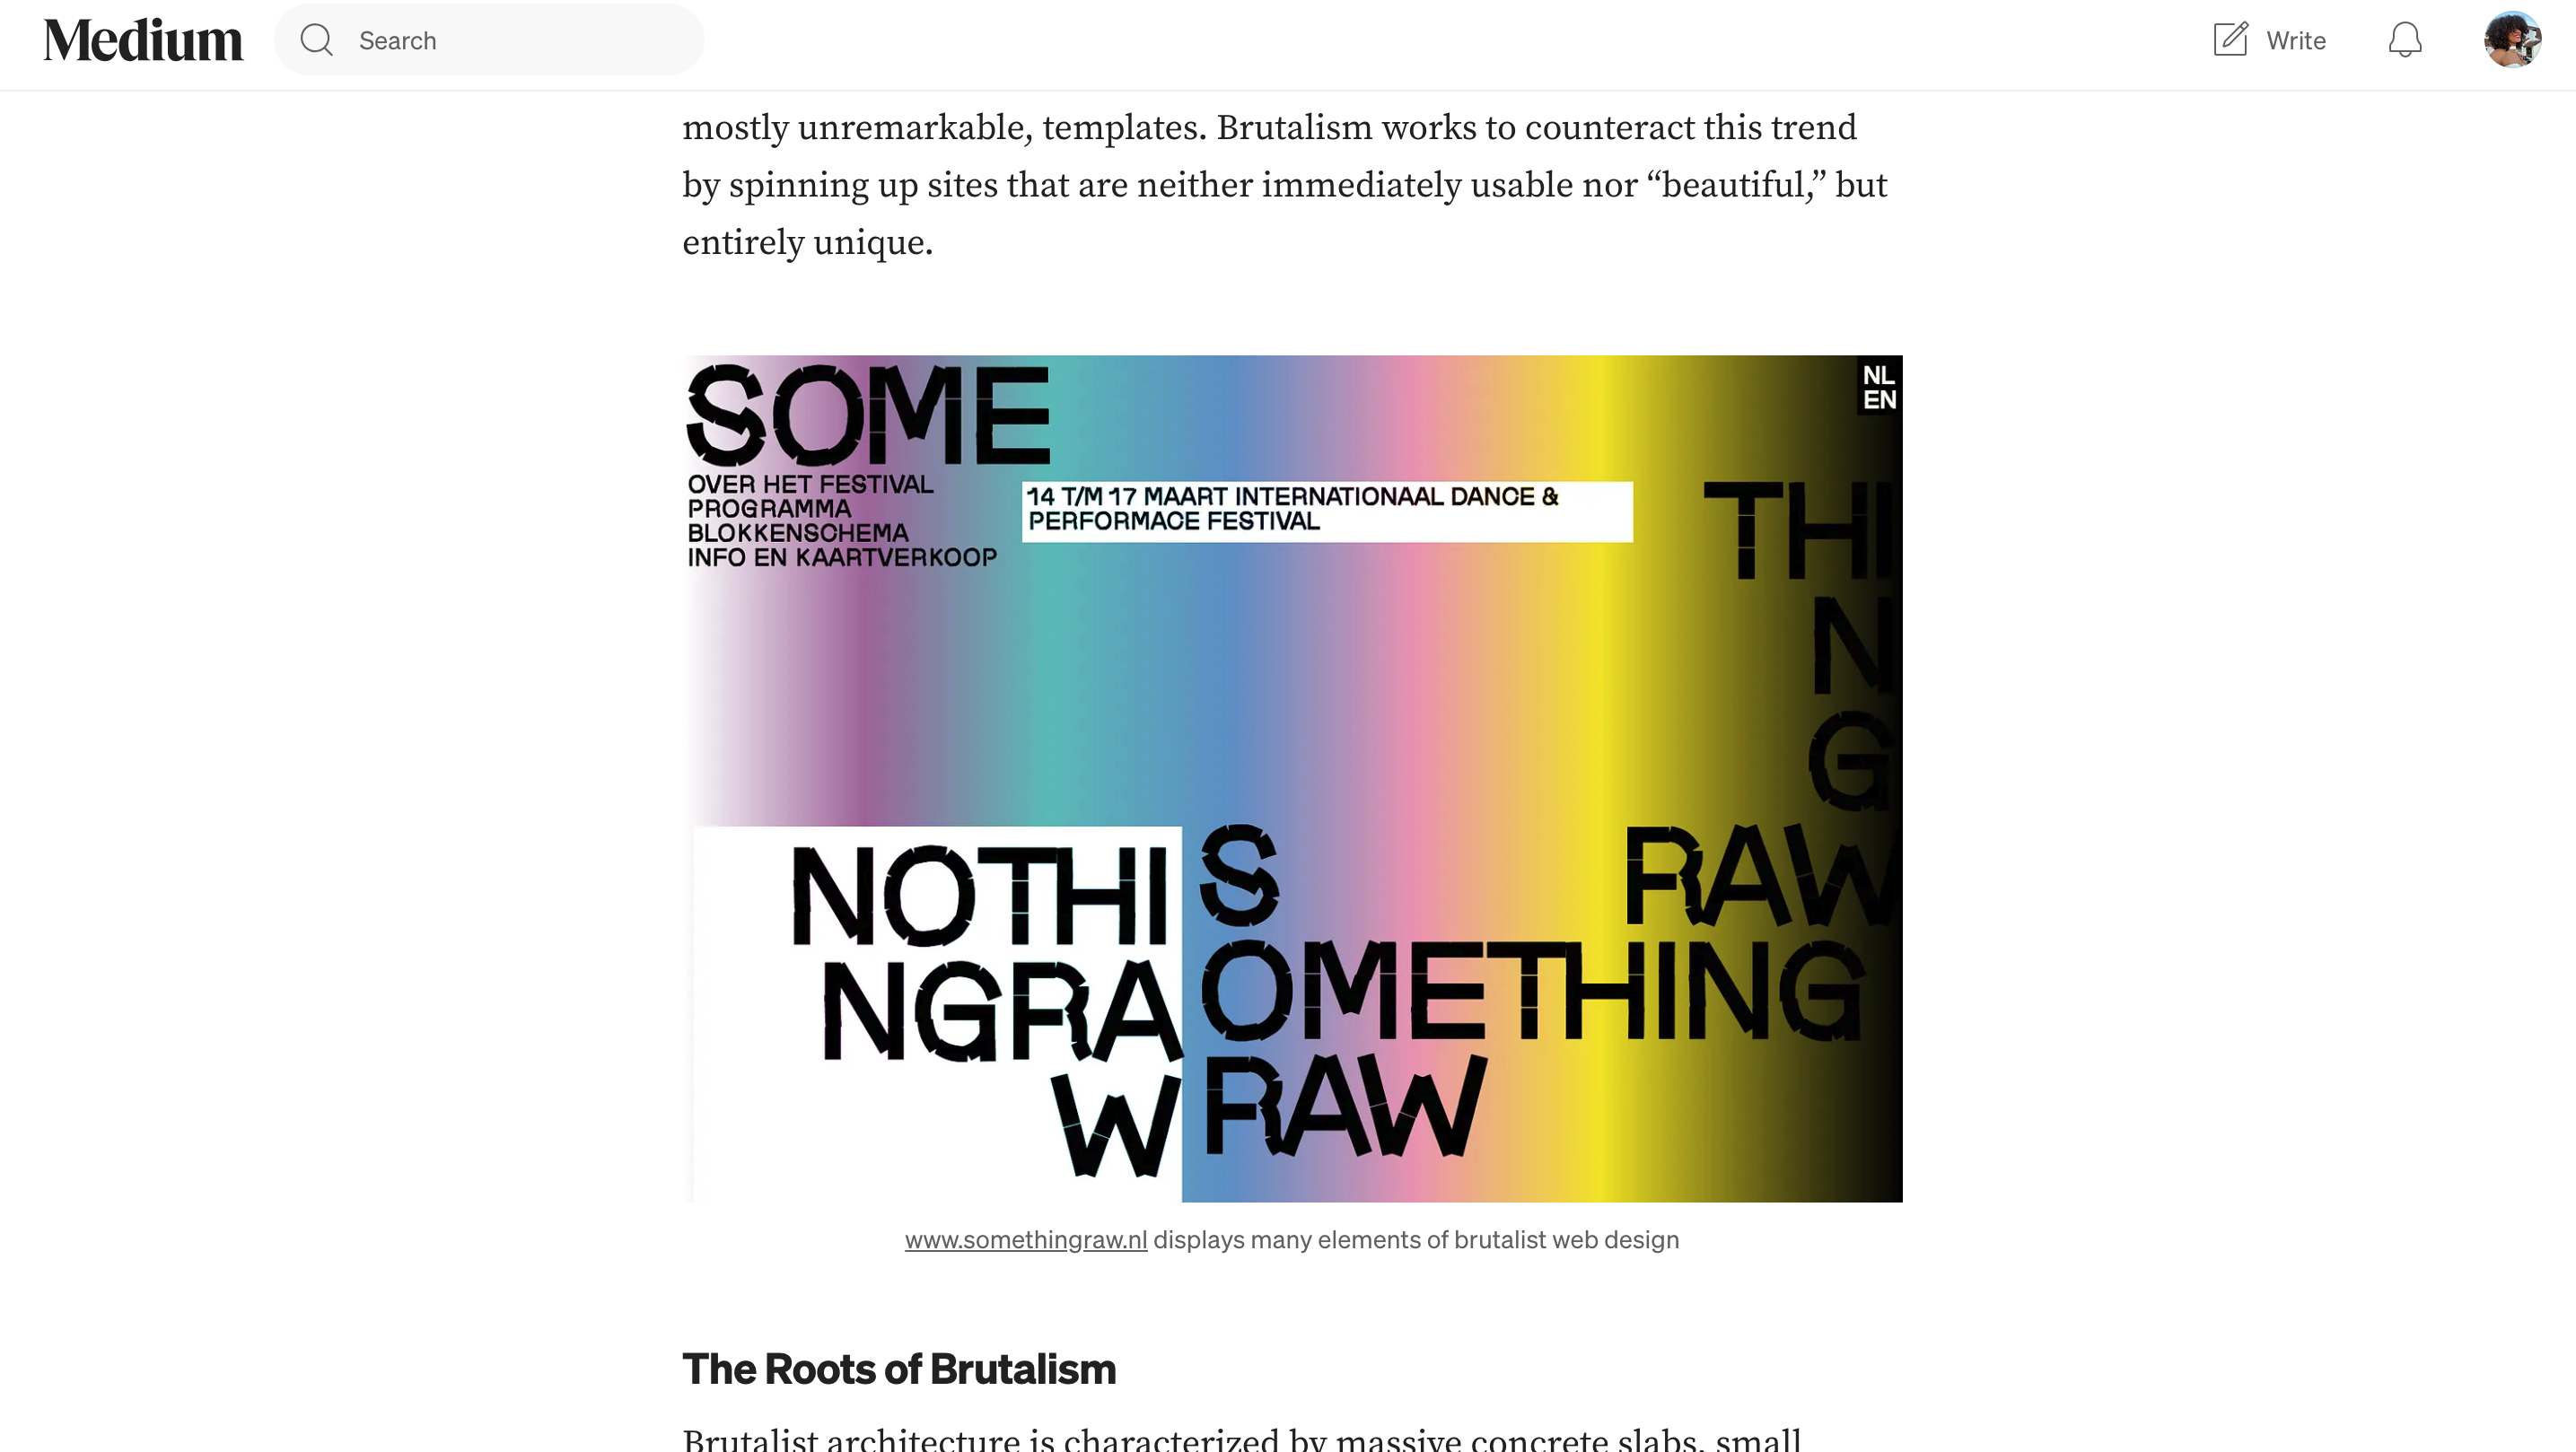 Medium
Search
Write
mostly unremarkable, templates. Brutalism works to counteract this trend
by spinning up sites that are neither immediately usable nor “beautiful,” but
entirely unique.
SOME
NL
EN
OVER HET FESTIVAL
PROGRAMMA
BLOKKENSCHEMA
INFO EN KAARTVERKOOP
14 T/M 17 MAART INTERNATIONAAL DANCE &
PERFORMACE FESTIVAL
THI
N
G
RAW
NOTHI
NGRA
W
S
OMETHING
RAW
www.somethingraw.nl displays many elements of brutalist web design
The Roots of Brutalism
Brutalist architecture is characterized by massive concrete slabs, small